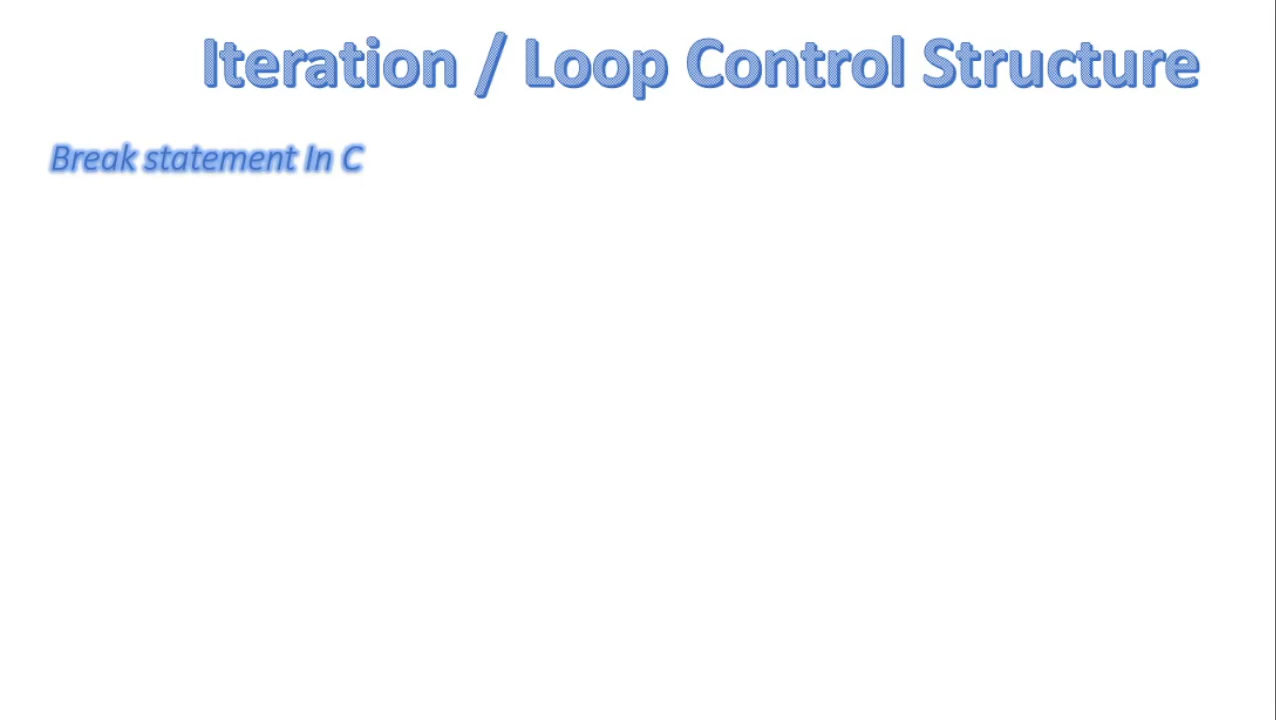 Iteration / Loop Control Structure
Break statement In C